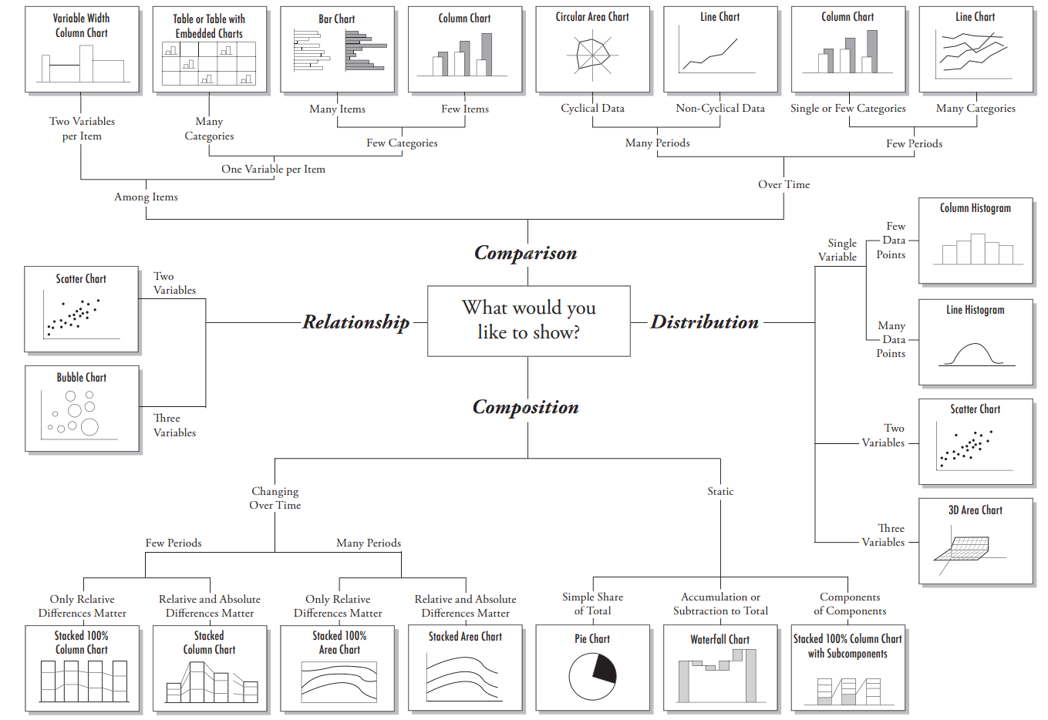 Variable Width
Column Chart
Table or Table with
Embedded Charts
Bar Chart
Column Chart
Circular Area Chart
Line Chart
Column Chart
Line Chart
Two Variables
per Item
Many
Categories
Many Items
Few Items
Cyclical Data
Non-Cyclical Data
Single or Few Categories
Many Categories
Few Categories
Many Periods
Few Periods
One Variable per Item
Over Time
Among Items
Comparison
What would you
like to show?
Relationship
Two
Variables
Scatter Chart
Three
Variables
Bubble Chart
Distribution
Single
Variable
Few
Data
Points
Column Histogram
Many
Data
Points
Line Histogram
Two
Variables
Scatter Chart
Three
Variables
3D Area Chart
Composition
Changing
Over Time
Static
Few Periods
Many Periods
Only Relative
Differences Matter
Relative and Absolute
Differences Matter
Only Relative
Differences Matter
Relative and Absolute
Differences Matter
Simple Share
of Total
Accumulation or
Subtraction to Total
Components
of Components
Stacked 100%
Column Chart
Stacked
Column Chart
Stacked 100%
Area Chart
Stacked Area Chart
Pie Chart
Waterfall Chart
Stacked 100% Column Chart
with Subcomponents